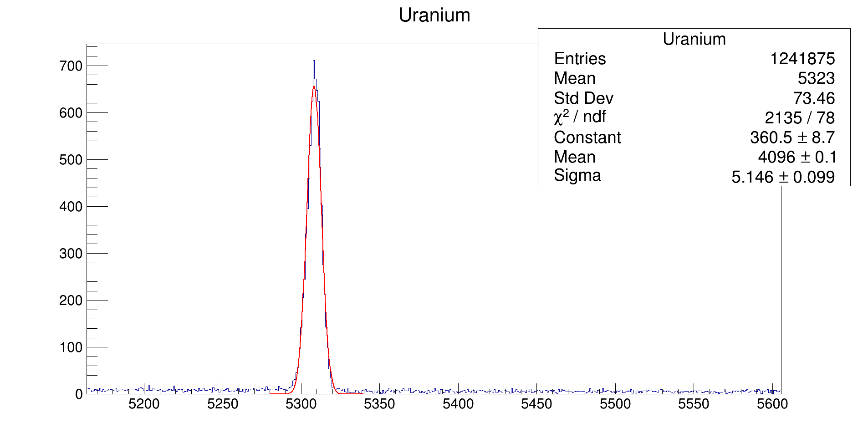 Uranium
Uranium
Entries 1241875
Mean 5323
Std Dev 73.46
χ² / ndf 2135 / 78
Constant 360.5 ± 8.7
Mean 4096 ± 0.1
Sigma 5.146 ± 0.099
700
600
500
400
300
200
100
0
5200 5250 5300 5350 5400 5450 5500 5550 5600